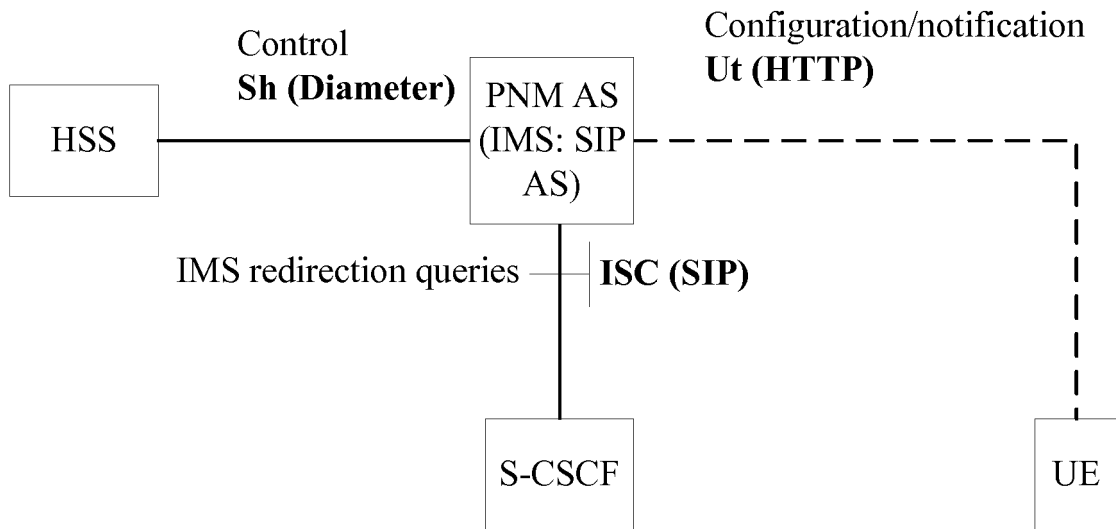 Control
Sh (Diameter)
Configuration/notification
Ut (HTTP)
HSS
PNM AS
(IMS: SIP
AS)
IMS redirection queries
ISC (SIP)
S-CSCF
UE